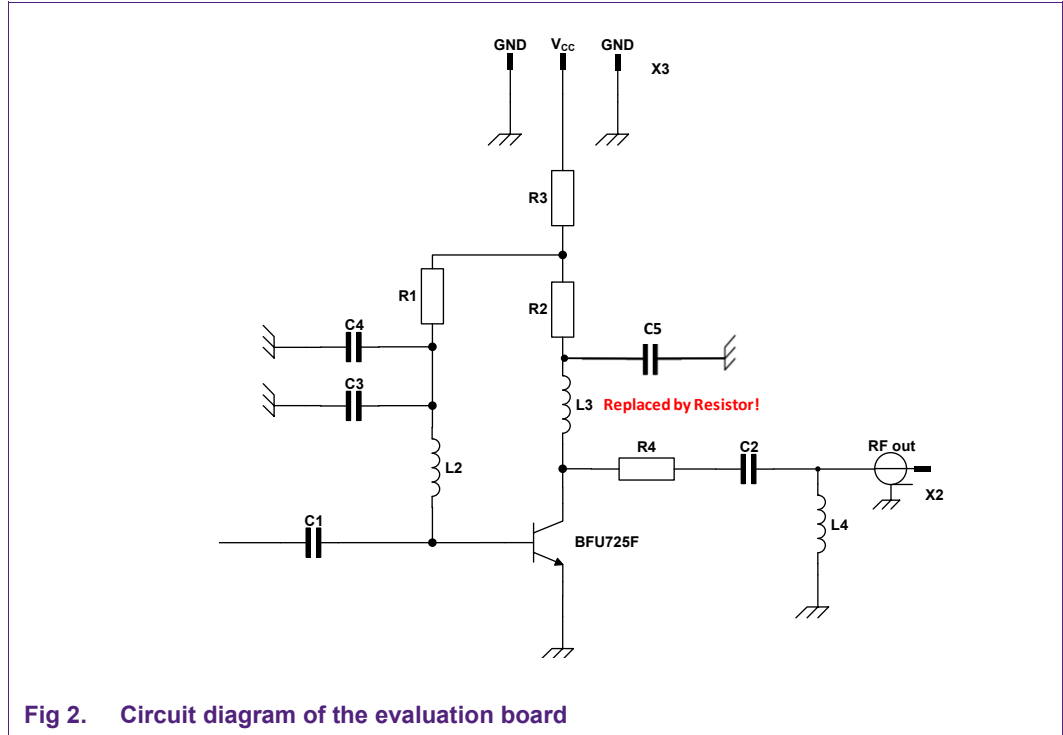 GND VCC GND
X3
R3
R1
R2
C4
C5
C3
L3 Replaced by Resistor!
R4 C2 RF out
L2
X2
L4
C1
BFU725F
Fig 2. Circuit diagram of the evaluation board